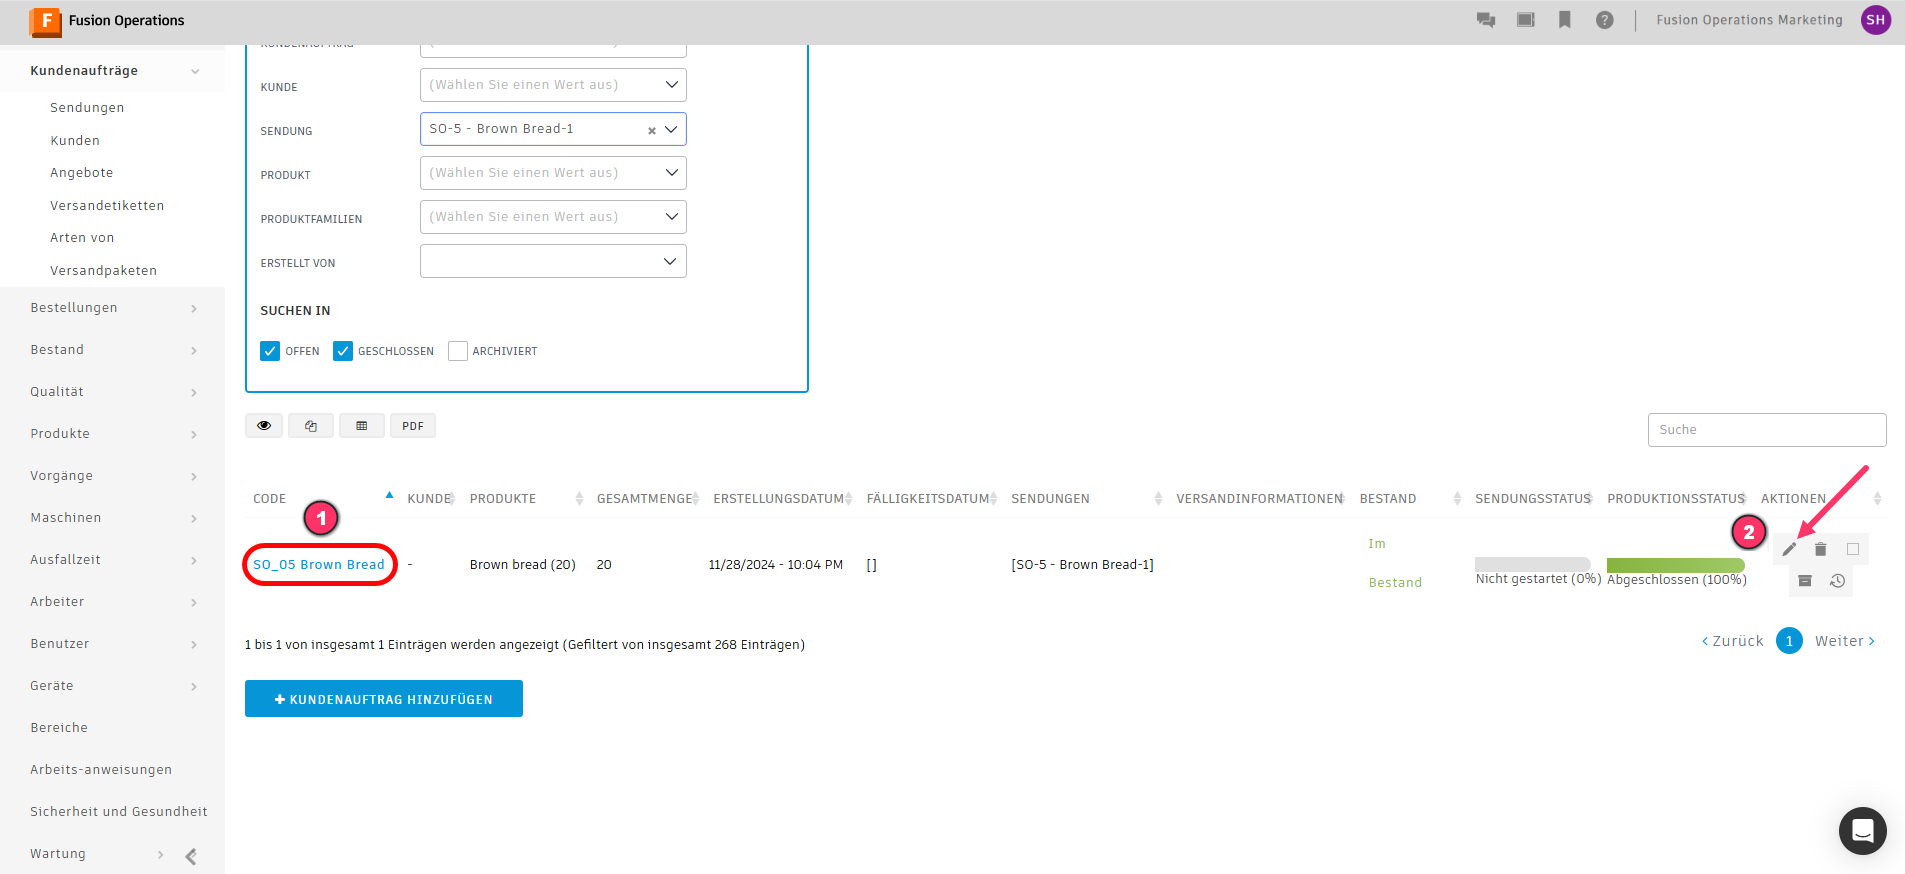 F Fusion Operations
Fusion Operations Marketing SH
Kundenaufträge
Sendungen
Kunden
Angebote
Versandetiketten
Arten von
Versandpaketen
Bestellungen
Bestand
Qualität
Produkte
Vorgänge
Maschinen
Ausfallzeit
Arbeiter
Benutzer
Geräte
Bereiche
Arbeits-anweisungen
Sicherheit und Gesundheit
Wartung
KUNDENAUFTRAG
KUNDE (Wählen Sie einen Wert aus)
SENDUNG SO-5 - Brown Bread-1 ×
PRODUKT (Wählen Sie einen Wert aus)
PRODUKTFAMILIEN (Wählen Sie einen Wert aus)
ERSTELLT VON
SUCHEN IN
OFFEN GESCHLOSSEN ARCHIVIERT
PDF
Suche
CODE KUNDE PRODUKTE GESAMTMENGE ERSTELLUNGSDATUM FÄLLIGKEITSDATUM SENDUNGEN VERSANDINFORMATIONEN BESTAND SENDUNGSSTATUS PRODUKTIONSSTATUS AKTIONEN
1
2
SO_05 Brown Bread - Brown bread (20) 20 11/28/2024 - 10:04 PM [] [SO-5 - Brown Bread-1]
Im
Bestand
Nicht gestartet (0%) Abgeschlossen (100%)
1 bis 1 von insgesamt 1 Einträgen werden angezeigt (Gefiltert von insgesamt 268 Einträgen)
Zurück 1 Weiter
+ KUNDENAUFTRAG HINZUFÜGEN